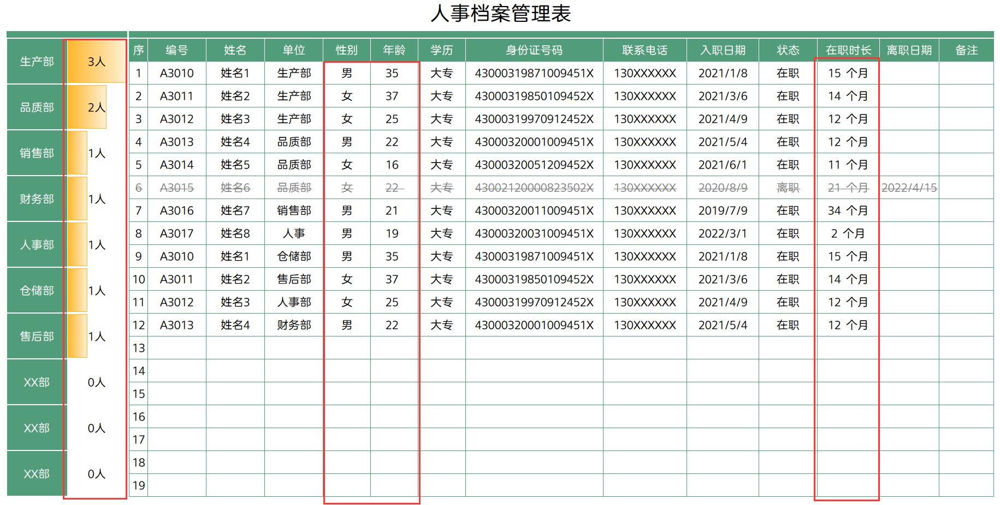 人事档案管理表
生产部 3人
品质部 2人
销售部 1人
财务部 1人
人事部 1人
仓储部 1人
售后部 1人
XX部 0人
XX部 0人
XX部 0人
序 编号 姓名 单位 性别 年龄 学历 身份证号码 联系电话 入职日期 状态 在职时长 离职日期 备注
1 A3010 姓名1 生产部 男 35 大专 43000319871009451X 130XXXXXX 2021/1/8 在职 15 个月
2 A3011 姓名2 生产部 女 37 大专 43000319850109452X 130XXXXXX 2021/3/6 在职 14 个月
3 A3012 姓名3 生产部 女 25 大专 43000319970912452X 130XXXXXX 2021/4/9 在职 12 个月
4 A3013 姓名4 品质部 男 22 大专 43000320001009451X 130XXXXXX 2021/5/4 在职 12 个月
5 A3014 姓名5 品质部 女 16 大专 43000320051209452X 130XXXXXX 2021/6/1 在职 11 个月
6 A3015 姓名6 品质部 女 22 大专 43002120000823502X 130XXXXXX 2020/8/9 离职 21 个月 2022/4/15
7 A3016 姓名7 销售部 男 21 大专 43000320011009451X 130XXXXXX 2019/7/9 在职 34 个月
8 A3017 姓名8 人事 男 19 大专 43000320031009451X 130XXXXXX 2022/3/1 在职 2 个月
9 A3010 姓名1 仓储部 男 35 大专 43000319871009451X 130XXXXXX 2021/1/8 在职 15 个月
10 A3011 姓名2 售后部 女 37 大专 43000319850109452X 130XXXXXX 2021/3/6 在职 14 个月
11 A3012 姓名3 人事部 女 25 大专 43000319970912452X 130XXXXXX 2021/4/9 在职 12 个月
12 A3013 姓名4 财务部 男 22 大专 43000320001009451X 130XXXXXX 2021/5/4 在职 12 个月
13
14
15
16
17
18
19